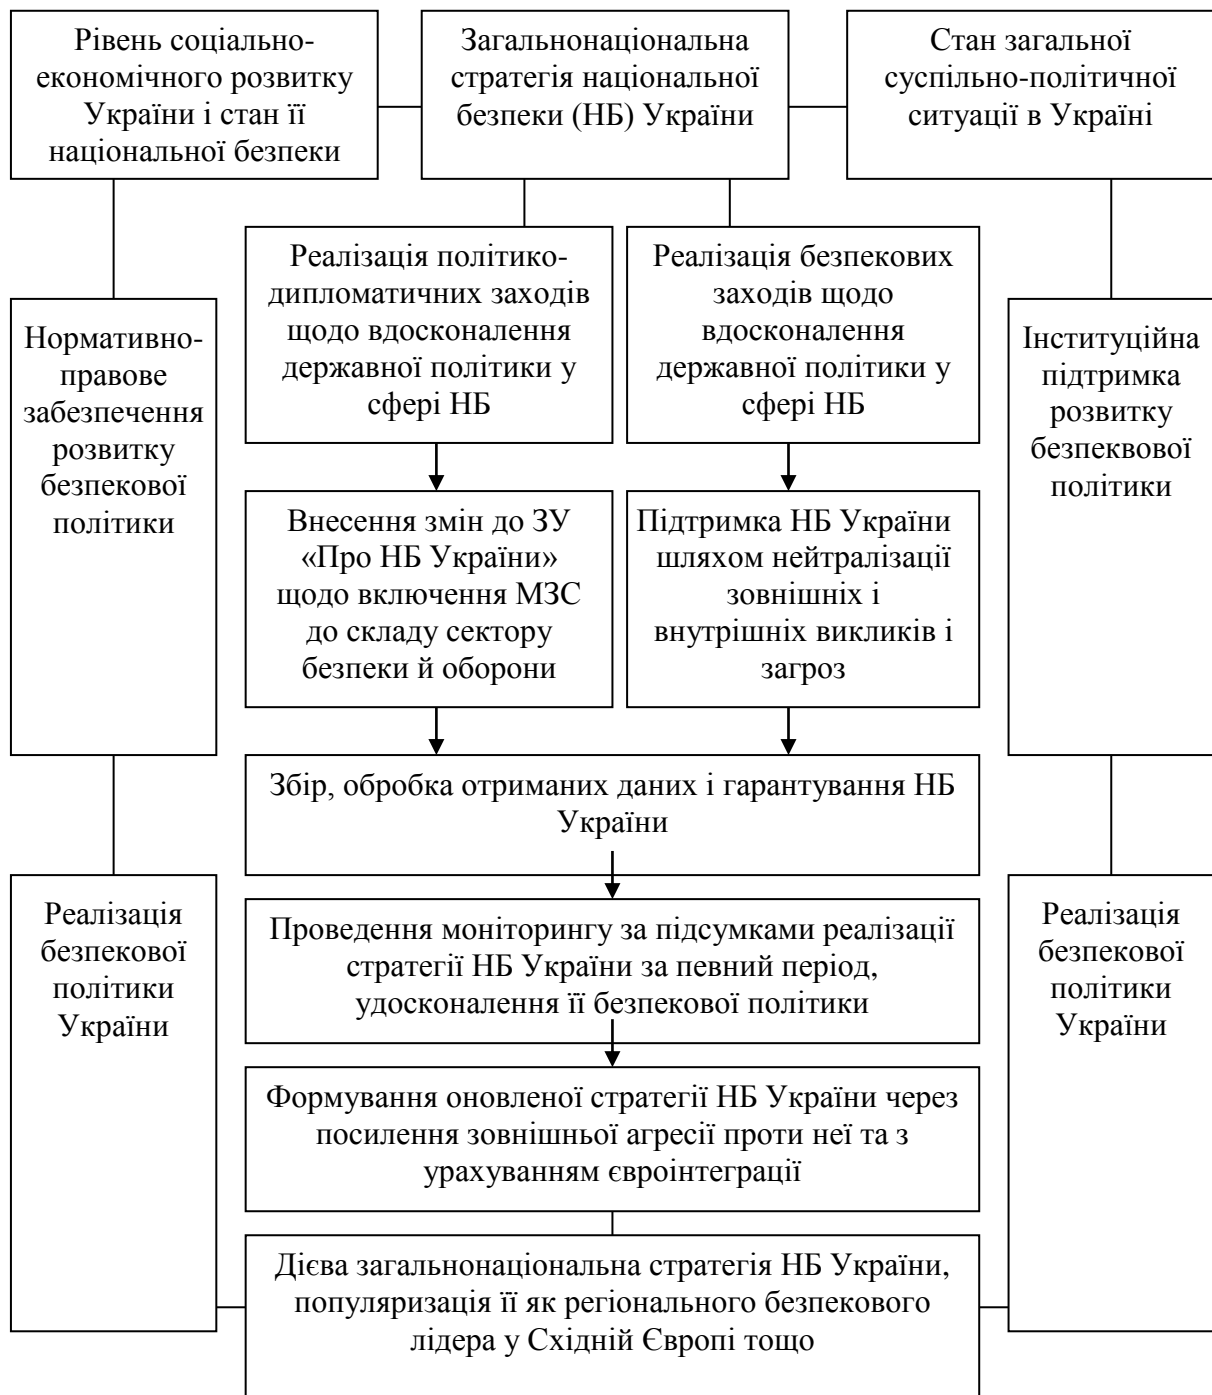 Рівень соціально-
економічного розвитку
України і стан її
національної безпеки
Загальнонаціональна
стратегія національної
безпеки (НБ) України
Стан загальної
суспільно-політичної
ситуації в Україні
Реалізація політико-
дипломатичних заходів
щодо вдосконалення
державної політики у
сфері НБ
Реалізація безпекових
заходів щодо
вдосконалення
державної політики у
сфері НБ
Нормативно-
правове
забезпечення
розвитку
безпекової
політики
Інституційна
підтримка
розвитку
безпеквової
політики
Внесення змін до ЗУ
«Про НБ України»
щодо включення МЗС
до складу сектору
безпеки й оборони
Підтримка НБ України
шляхом нейтралізації
зовнішніх і
внутрішніх викликів і
загроз
Збір, обробка отриманих даних і гарантування НБ
України
Реалізація
безпекової
політики
України
Проведення моніторингу за підсумками реалізації
стратегії НБ України за певний період,
удосконалення її безпекової політики
Реалізація
безпекової
політики
України
Формування оновленої стратегії НБ України через
посилення зовнішньої агресії проти неї та з
урахуванням євроінтеграції
Дієва загальнонаціональна стратегія НБ України,
популяризація її як регіонального безпекового
лідера у Східній Європі тощо